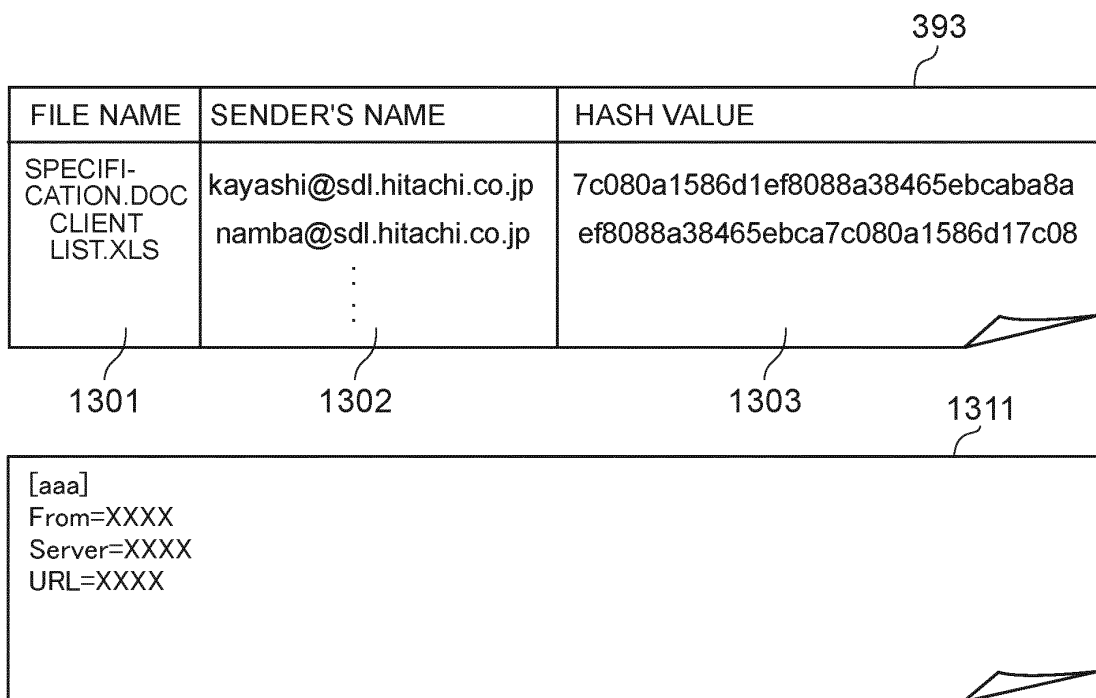 393
FILE NAME SENDER'S NAME HASH VALUE
SPECIFI-
CATION.DOC kayashi@sdl.hitachi.co.jp 7c080a1586d1ef8088a38465ebcaba8a
CLIENT
LIST.XLS namba@sdl.hitachi.co.jp ef8088a38465ebca7c080a1586d17c08
1301 1302 1303
1311
[aaa]
From=XXXX
Server=XXXX
URL=XXXX